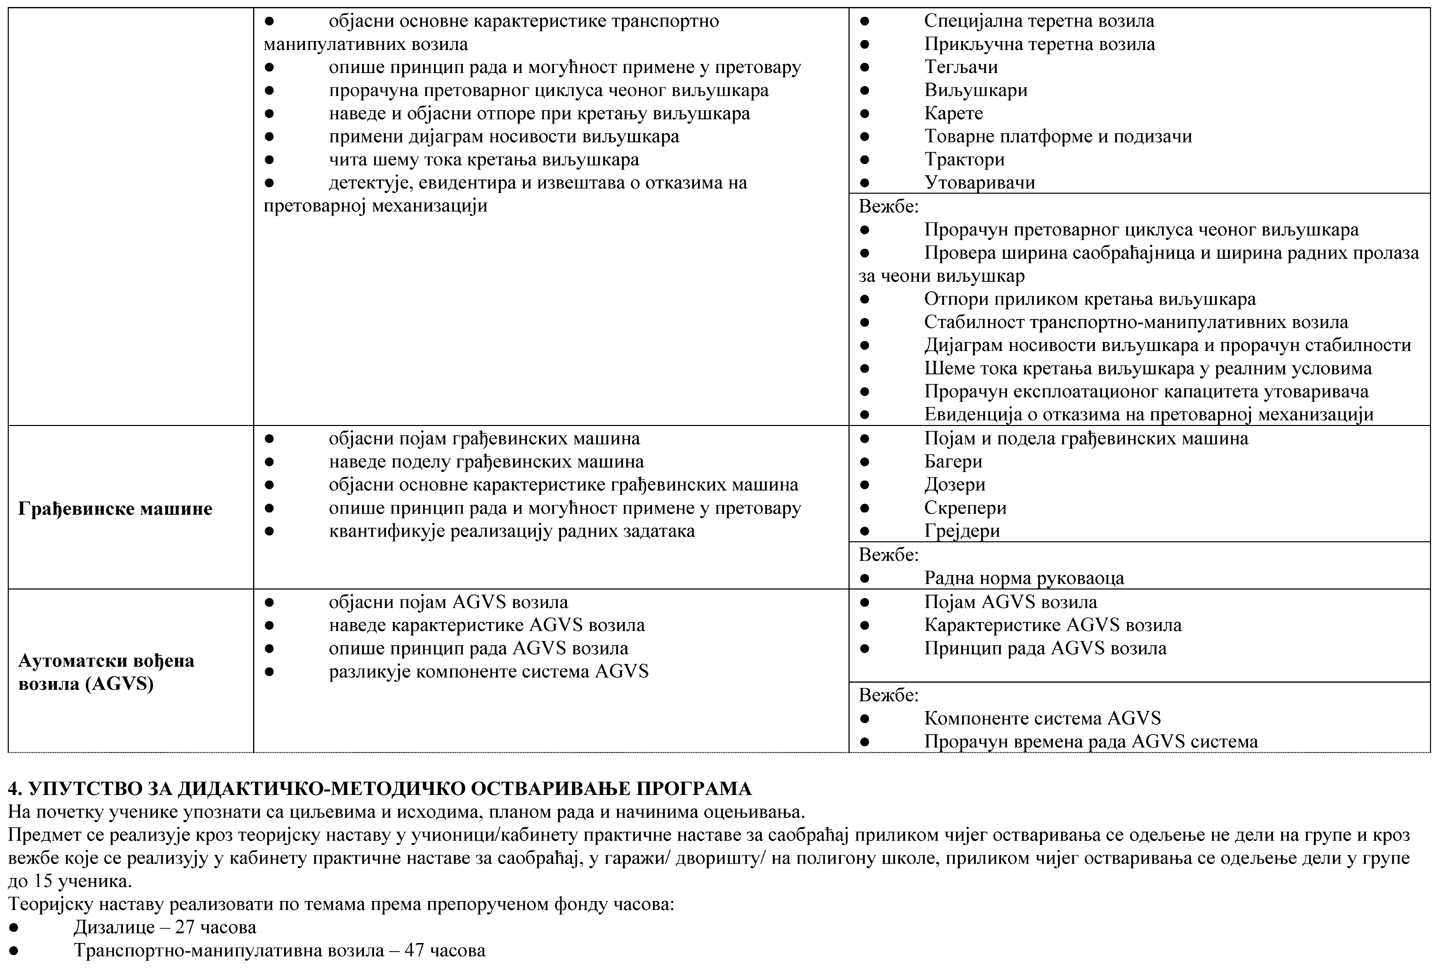 ● објасни основне карактеристике транспортно
манипулативних возила
● опише принцип рада и могућност примене у претовару
● прорачуна претоварног циклуса чеоног виљушкара
● наведе и објасни отпоре при кретању виљушкара
● примени дијаграм носивости виљушкара
● чита шему тока кретања виљушкара
● детектује, евидентира и извештава о отказима на
претоварној механизацији
● Специјална теретна возила
● Прикључна теретна возила
● Тегљачи
● Виљушкари
● Карете
● Товарне платформе и подизачи
● Трактори
● Утоваривачи
Вежбе:
● Прорачун претоварног циклуса чеоног виљушкара
● Провера ширина саобраћајница и ширина радних пролаза
за чеони виљушкар
● Отпори приликом кретања виљушкара
● Стабилност транспортно-манипулативних возила
● Дијаграм носивости виљушкара и прорачун стабилности
● Шеме тока кретања виљушкара у реалним условима
● Прорачун експлоатационог капацитета утоваривача
● Евиденција о отказима на претоварној механизацији
Грађевинске машине
● објасни појам грађевинских машина
● наведе поделу грађевинских машина
● објасни основне карактеристике грађевинских машина
● опише принцип рада и могућност примене у претовару
● квантификује реализацију радних задатака
● Појам и подела грађевинских машина
● Багери
● Дозери
● Скрепери
● Грејдери
Вежбе:
● Радна норма руковаоца
Аутоматски вођена
возила (AGVS)
● објасни појам AGVS возила
● наведе карактеристике AGVS возила
● опише принцип рада AGVS возила
● разликује компоненте система AGVS
● Појам AGVS возила
● Карактеристике AGVS возила
● Принцип рада AGVS возила
Вежбе:
● Компоненте система AGVS
● Прорачун времена рада AGVS система
4. УПУТСТВО ЗА ДИДАКТИЧКО-МЕТОДИЧКО ОСТВАРИВАЊЕ ПРОГРАМА
На почетку ученике упознати са циљевима и исходима, планом рада и начинима оцењивања.
Предмет се реализује кроз теоријску наставу у учионици/кабинету практичне наставе за саобраћај приликом чијег остваривања се одељење не дели на групе и кроз
вежбе које се реализују у кабинету практичне наставе за саобраћај, у гаражи/ дворишту/ на полигону школе, приликом чијег остваривања се одељење дели у групе
до 15 ученика.
Теоријску наставу реализовати по темама према препорученом фонду часова:
● Дизалице – 27 часова
● Транспортно-манипулативна возила – 47 часова